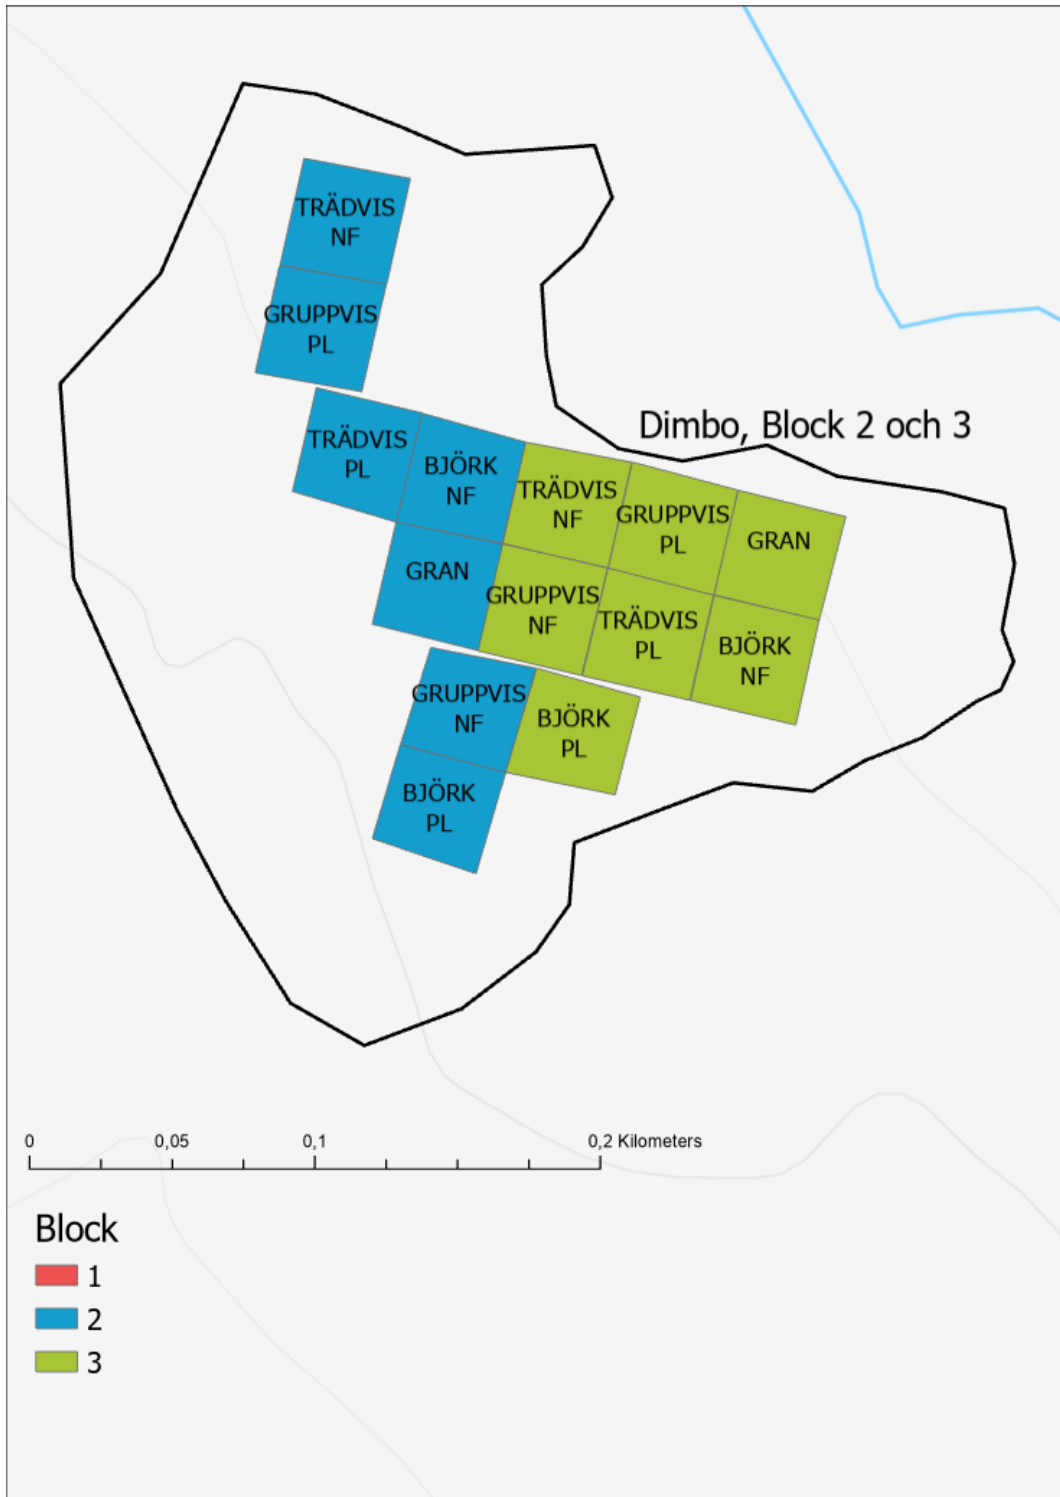 TRÄDVIS
NF
GRUPPVIS
PL
Dimbo, Block 2 och 3
TRÄDVIS
PL
BJÖRK
NF
TRÄDVIS
NF
GRUPPVIS
PL
GRAN
GRAN
GRUPPVIS
NF
TRÄDVIS
PL
BJÖRK
NF
GRUPPVIS
NF
BJÖRK
PL
BJÖRK
PL
0 0,05 0,1 0,2 Kilometers
Block
1
2
3